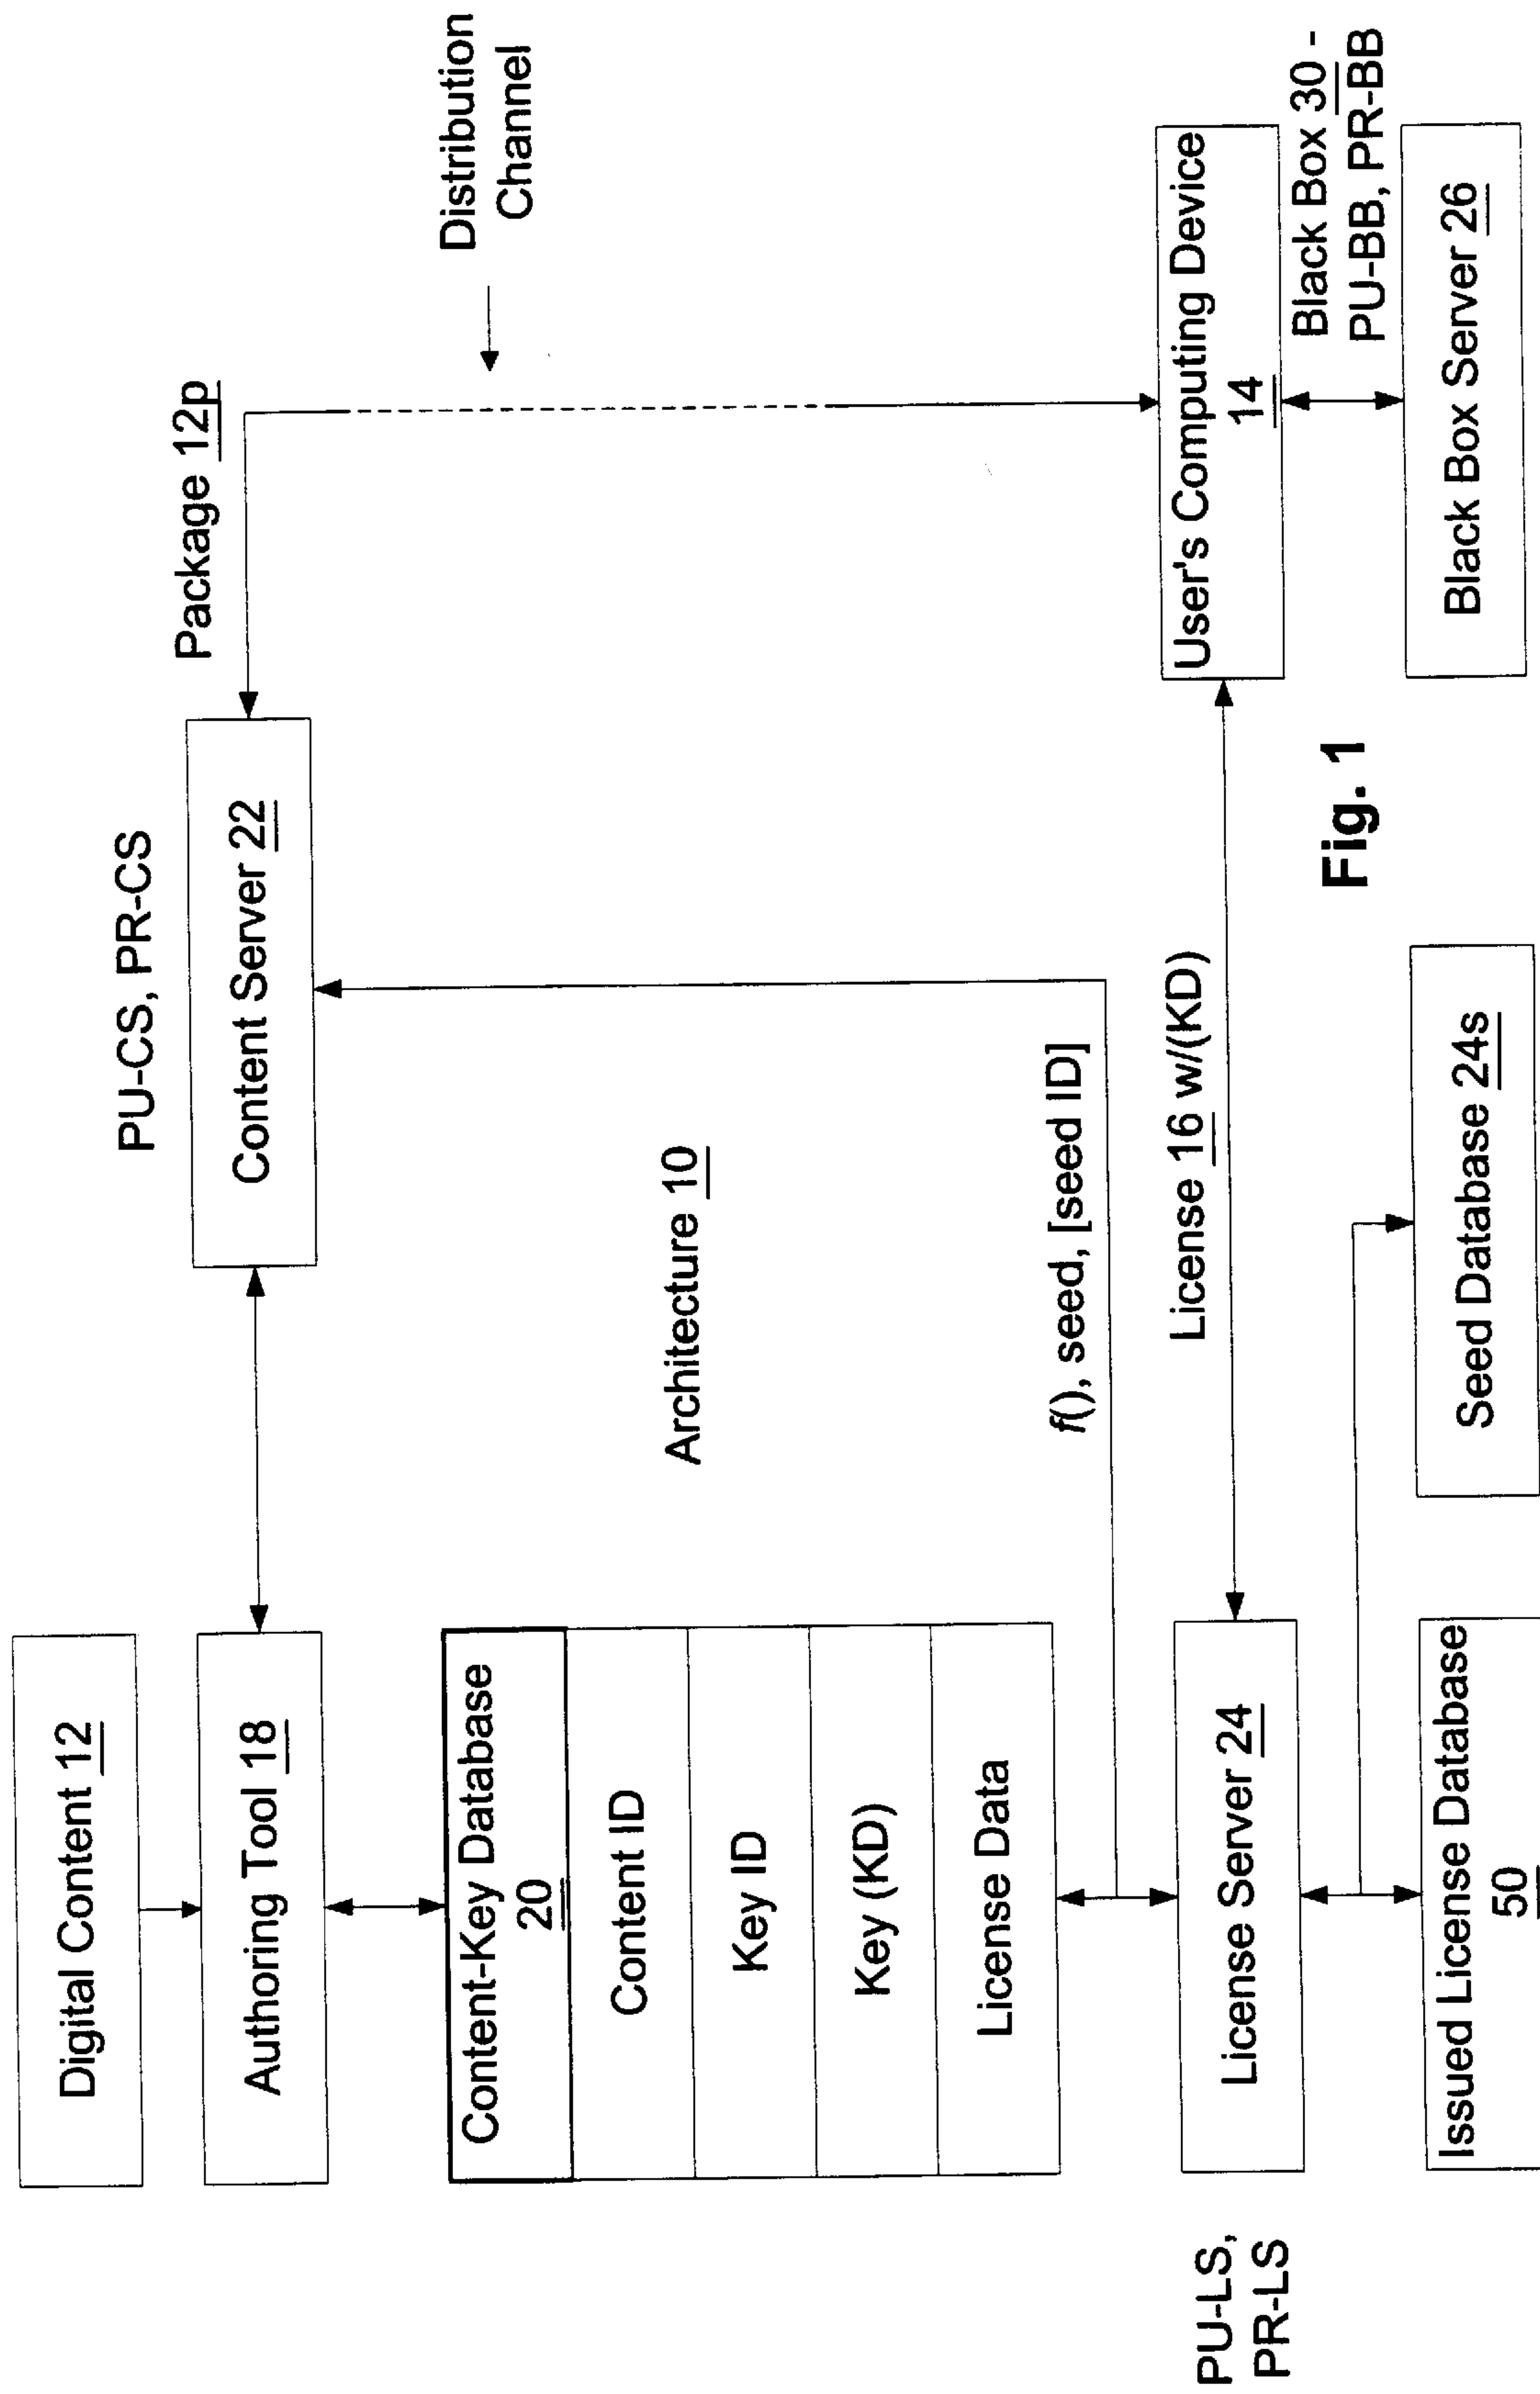 Digital Content 12
Authoring Tool 18
Content-Key Database
20
Content ID
Key ID
Key (KD)
License Data
PU-LS,
PR-LS
License Server 24
Issued License Database
50
Seed Database 24s
PU-CS, PR-CS
Content Server 22
Architecture 10
f(), seed, [seed ID]
License 16 w/(KD)
Package 12p
Distribution
Channel
User's Computing Device
14
Black Box 30 -
PU-BB, PR-BB
Black Box Server 26
Fig. 1